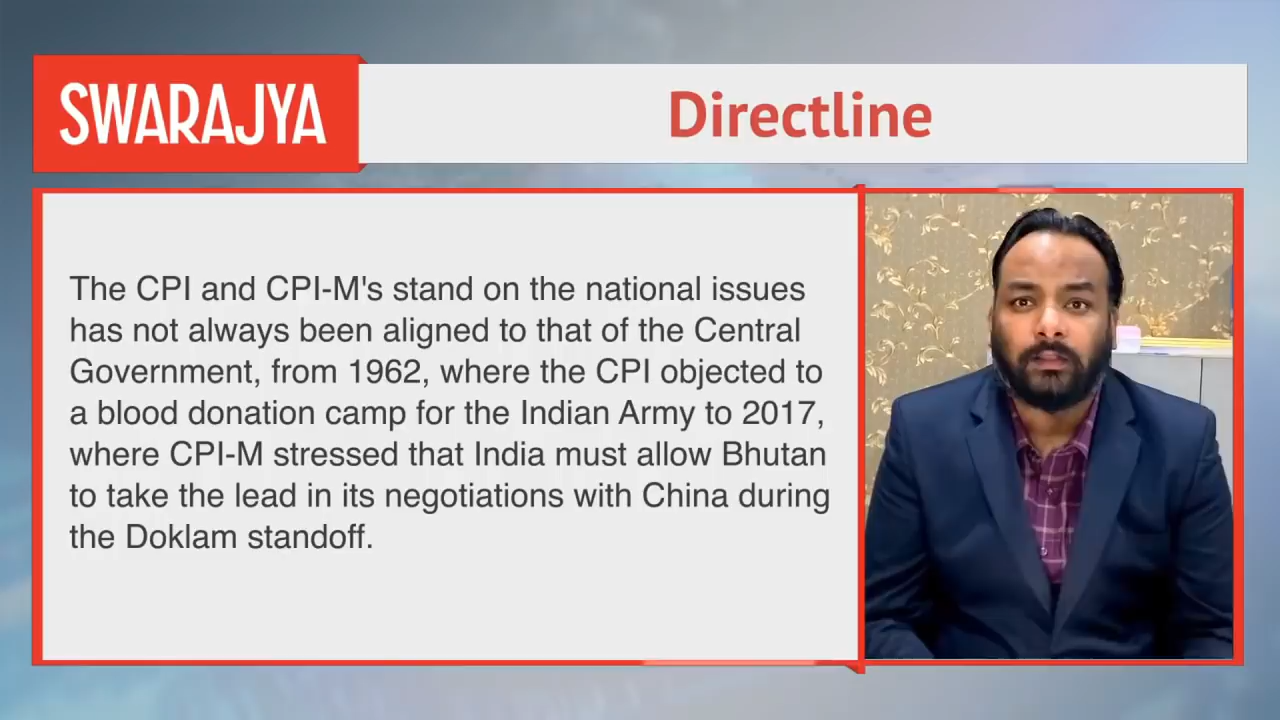 SWARAJYA
Directline
The CPI and CPI-M's stand on the national issues
has not always been aligned to that of the Central
Government, from 1962, where the CPI objected to
a blood donation camp for the Indian Army to 2017,
where CPI-M stressed that India must allow Bhutan
to take the lead in its negotiations with China during
the Doklam standoff.